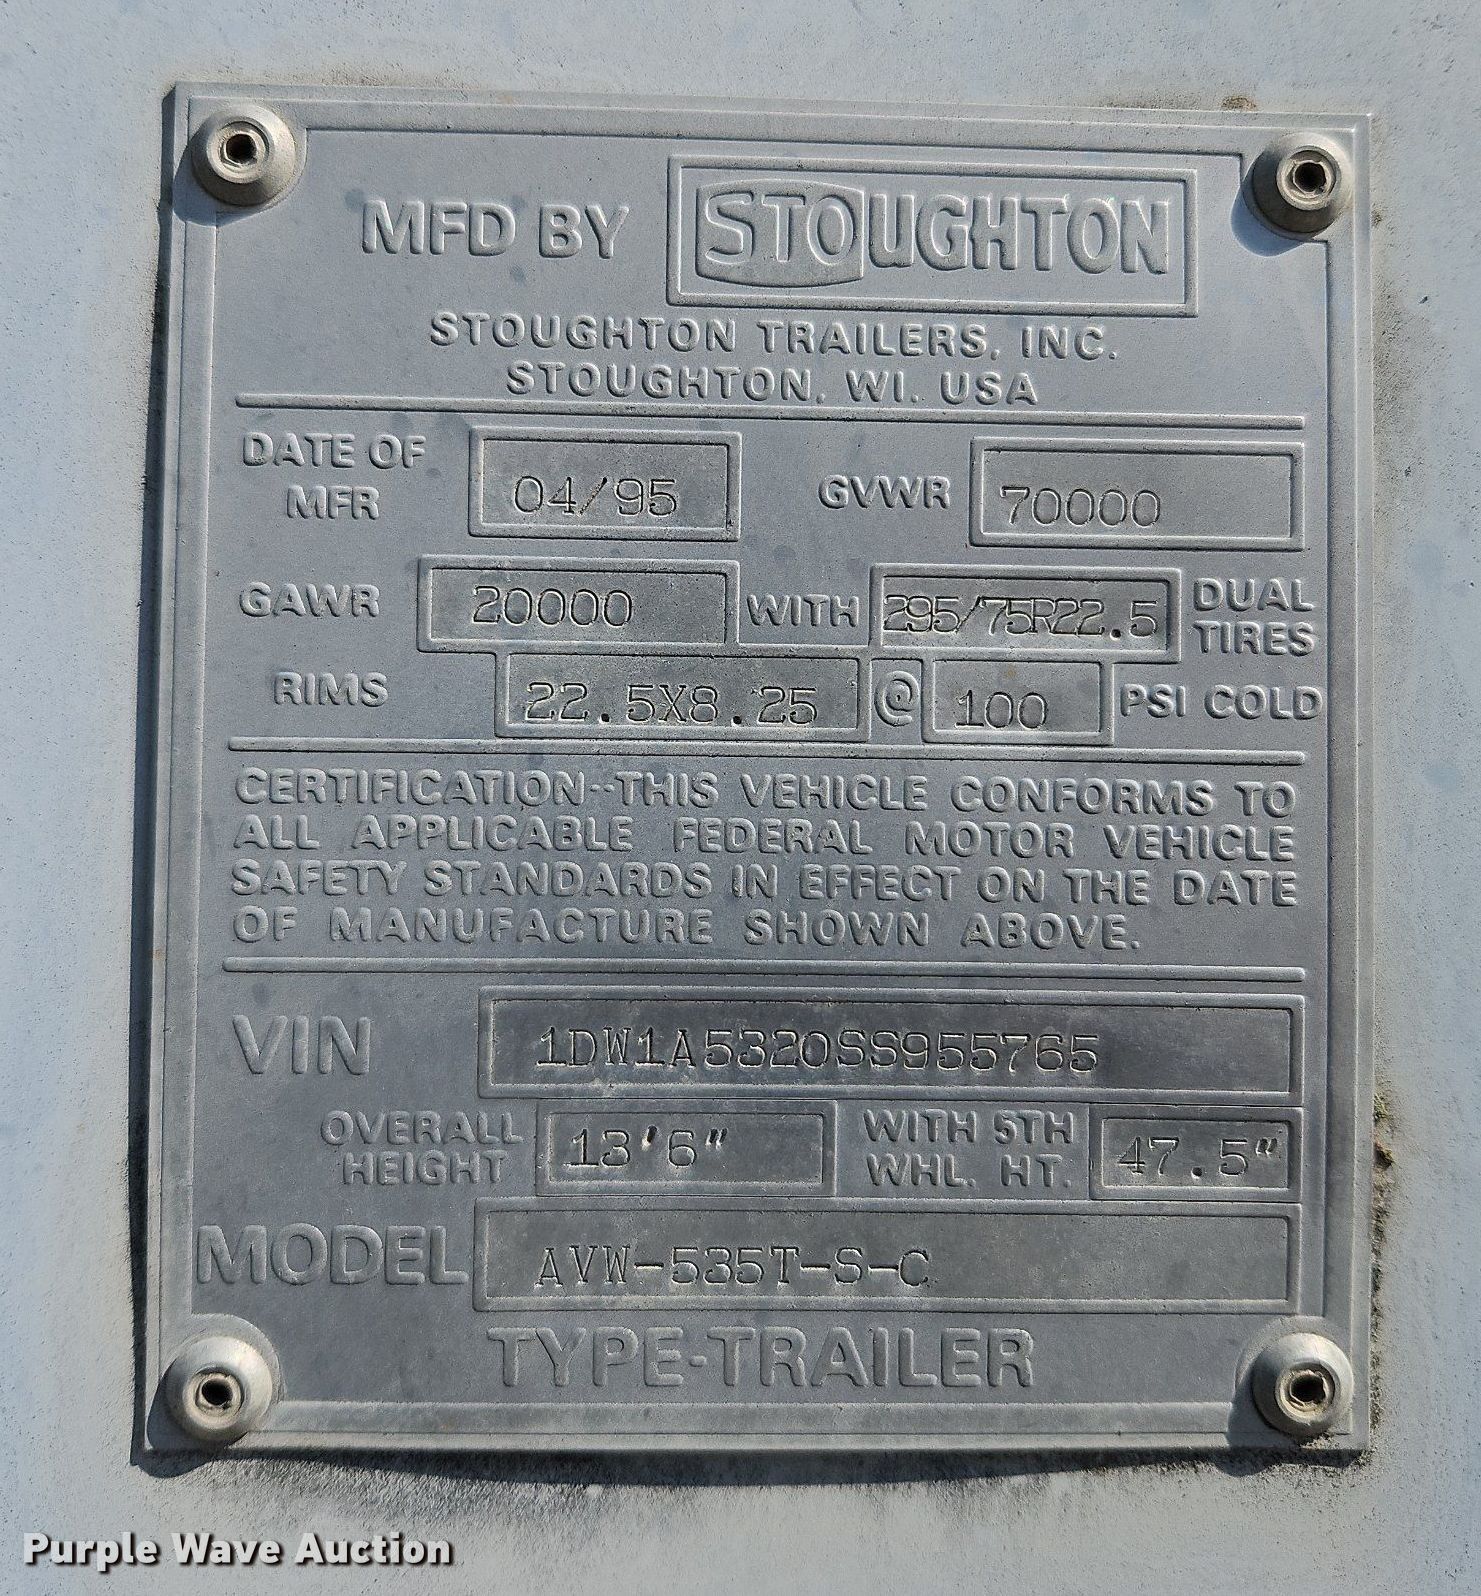 MFD BY STOUGHTON
STOUGHTON TRAILERS, INC.
STOUGHTON, WI. USA
DATE OF MFR 04/95 GVWR 70000
GAWR 20000 WITH 295/75R22.5 DUAL TIRES
RIMS 22.5X8.25 @ 100 PSI COLD
CERTIFICATION--THIS VEHICLE CONFORMS TO
ALL APPLICABLE FEDERAL MOTOR VEHICLE
SAFETY STANDARDS IN EFFECT ON THE DATE
OF MANUFACTURE SHOWN ABOVE.
VIN 1DW1A5320SS955765
OVERALL HEIGHT 13'6" WITH 5TH WHL. HT. 47.5"
MODEL AVW-535T-S-C
TYPE-TRAILER
Purple Wave Auction